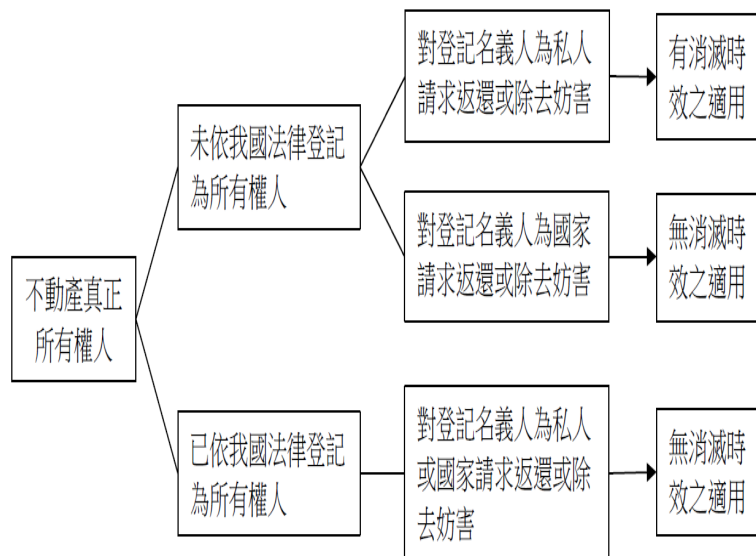 不動產真正
所有權人
未依我國法律登記
為所有權人
對登記名義人為私人
請求返還或除去妨害
有消滅時
效之適用
對登記名義人為國家
請求返還或除去妨害
無消滅時
效之適用
已依我國法律登記
為所有權人
對登記名義人為私人
或國家請求返還或除
去妨害
無消滅時
效之適用